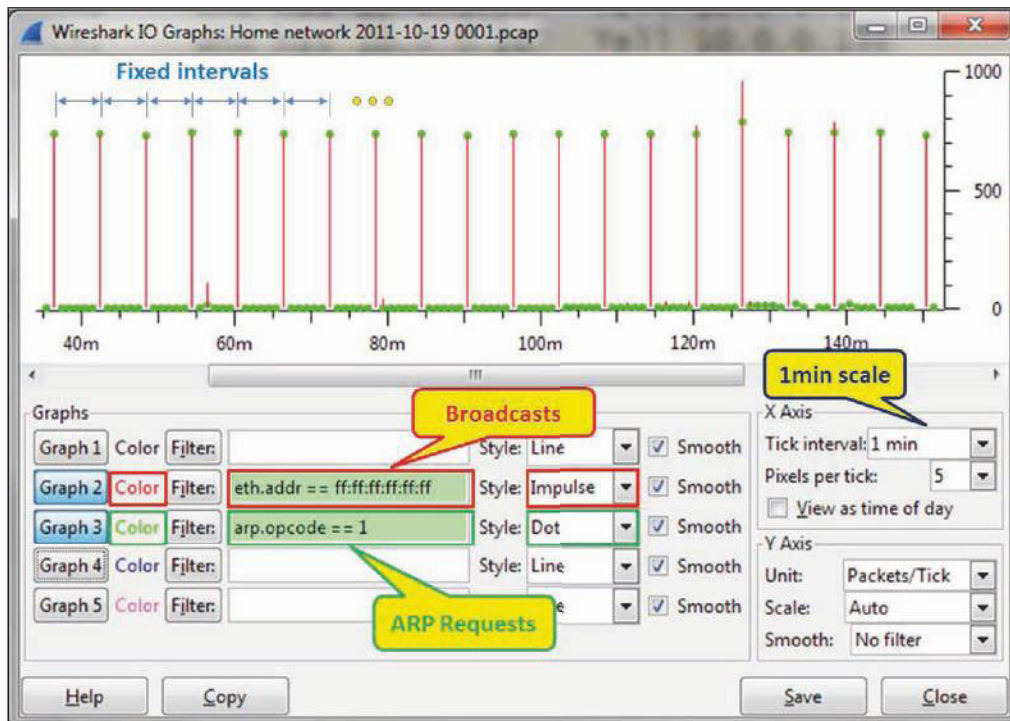 Wireshark IO Graphs: Home network 2011-10-19 0001.pcap
Fixed intervals
1000
500
0
40m 60m 80m 100m 120m 140m
1min scale
Broadcasts
Graphs
Graph 1 Color Filter: Style: Line Smooth
Graph 2 Color Filter: eth.addr == ff:ff:ff:ff:ff:ff Style: Impulse Smooth
Graph 3 Color Filter: arp.opcode == 1 Style: Dot Smooth
Graph 4 Color Filter: Style: Line Smooth
Graph 5 Color Filter: Smooth
ARP Requests
X Axis
Tick interval: 1 min
Pixels per tick: 5
View as time of day
Y Axis
Unit: Packets/Tick
Scale: Auto
Smooth: No filter
Help Copy Save Close